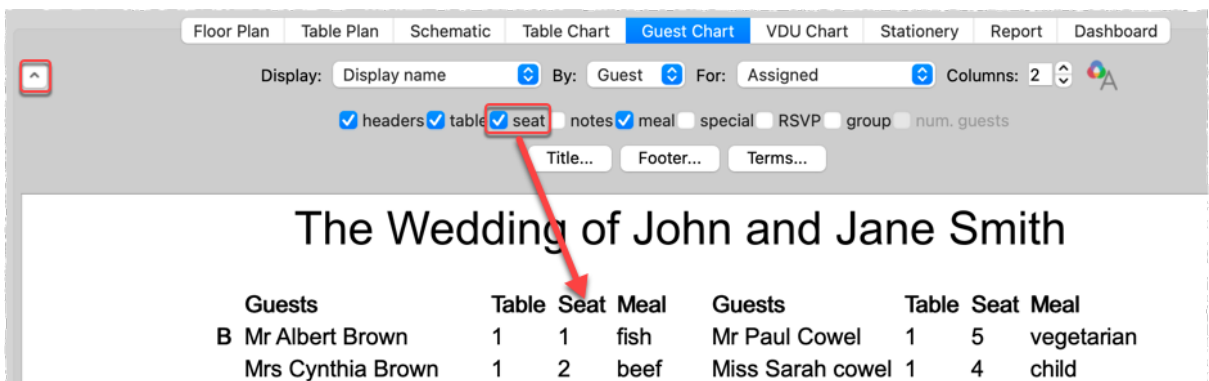 Floor Plan Table Plan Schematic Table Chart Guest Chart VDU Chart Stationery Report Dashboard
Display: Display name By: Guest For: Assigned Columns: 2 A
headers table seat notes meal special RSVP group num. guests
Title... Footer... Terms...
The Wedding of John and Jane Smith
Guests Table Seat Meal Guests Table Seat Meal
B Mr Albert Brown 1 1 fish Mr Paul Cowel 1 5 vegetarian
Mrs Cynthia Brown 1 2 beef Miss Sarah cowel 1 4 child